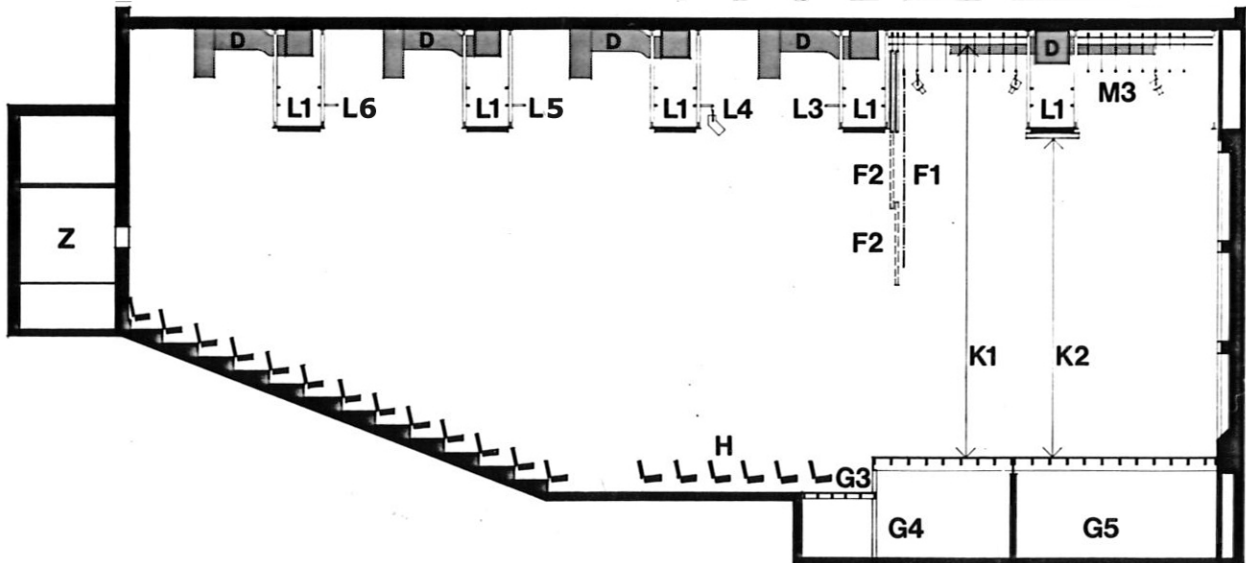 D D D D D
L1 L6 L1 L5 L1 L4 L3 L1 L1 M3
F2 F1
Z F2
K1 K2
H
G3
G4 G5